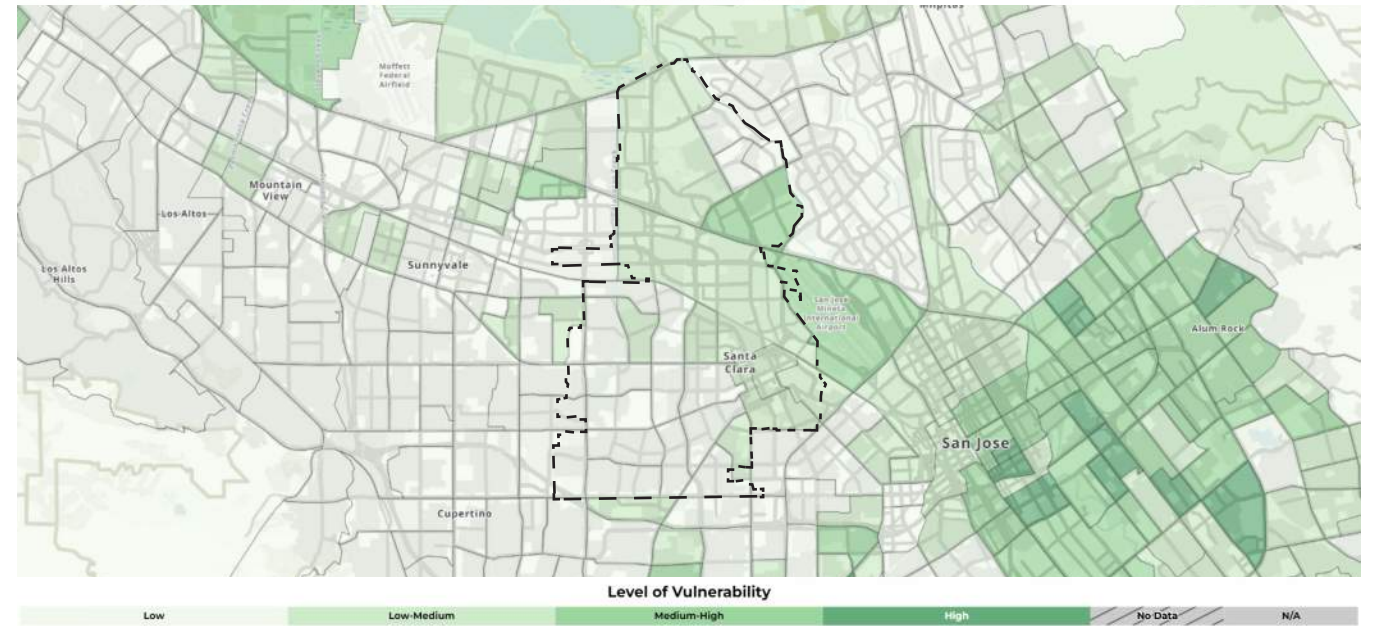 Milpitas
Moffett
Federal
Airfield
Mountain
View
Los Altos
Los Altos
Hills
Sunnyvale
San Jose
Mineta
International
Airport
Alum Rock
Santa
Clara
San Jose
Cupertino
Level of Vulnerability
Low
Low-Medium
Medium-High
High
No Data
N/A